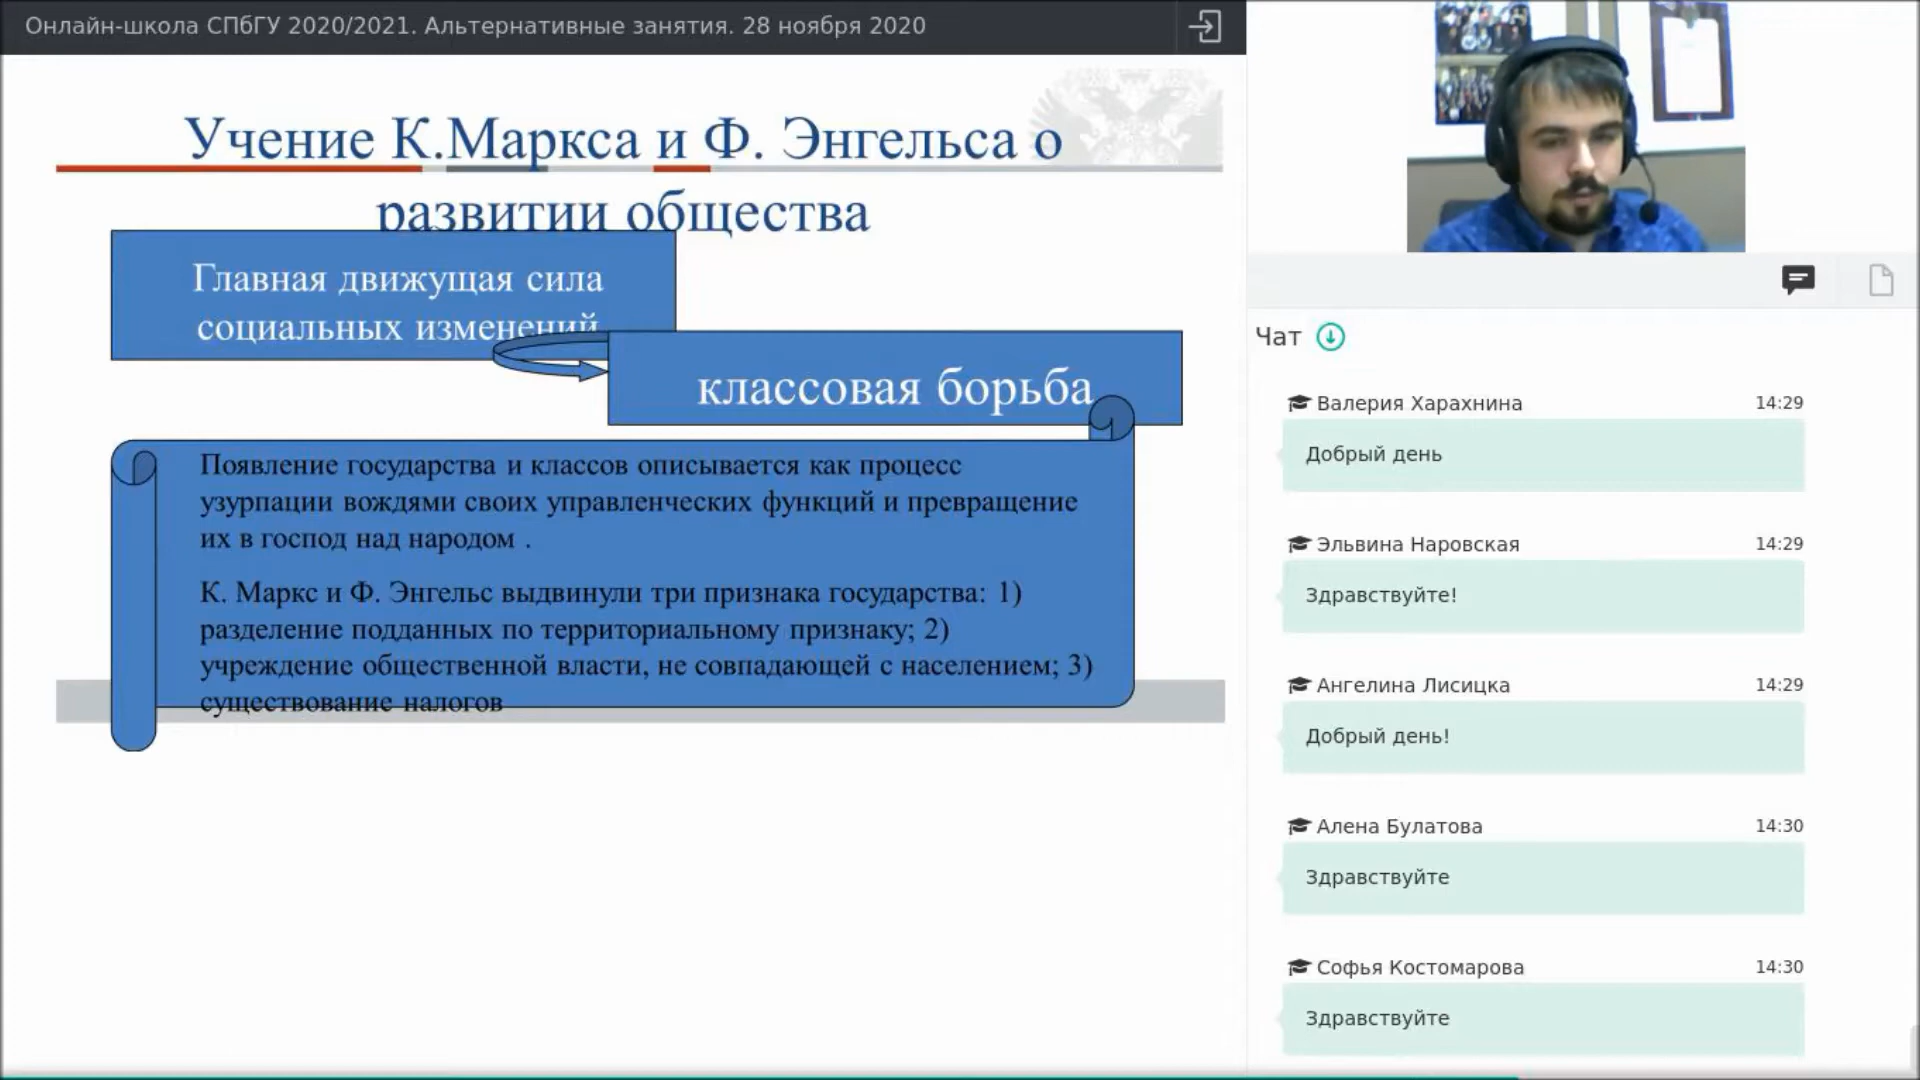 Онлайн-школа СПбГУ 2020/2021. Альтернативные занятия. 28 ноября 2020
Учение К.Маркса и Ф. Энгельса о
развитии общества
Главная движущая сила
социальных изменений
классовая борьба
Появление государства и классов описывается как процесс
узурпации вождями своих управленческих функций и превращение
их в господ над народом .
К. Маркс и Ф. Энгельс выдвинули три признака государства: 1)
разделение подданных по территориальному признаку; 2)
учреждение общественной власти, не совпадающей с населением; 3)
существование налогов
Чат
Валерия Харахнина 14:29
Добрый день
Эльвина Наровская 14:29
Здравствуйте!
Ангелина Лисицка 14:29
Добрый день!
Алена Булатова 14:30
Здравствуйте
Софья Костомарова 14:30
Здравствуйте